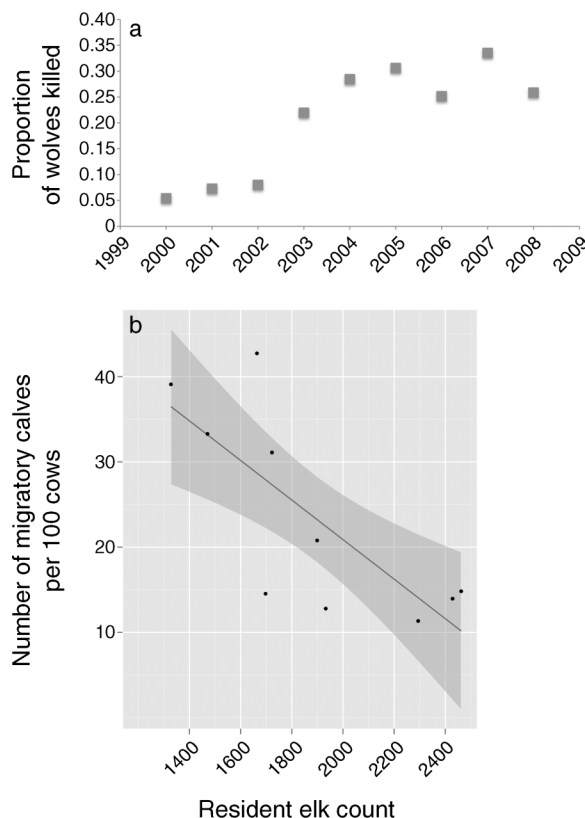 a
Proportion
of wolves killed
0.40
0.35
0.30
0.25
0.20
0.15
0.10
0.05
0
1999 2000 2001 2002 2003 2004 2005 2006 2007 2008 2009
b
Number of migratory calves
per 100 cows
40
30
20
10
1400 1600 1800 2000 2200 2400
Resident elk count